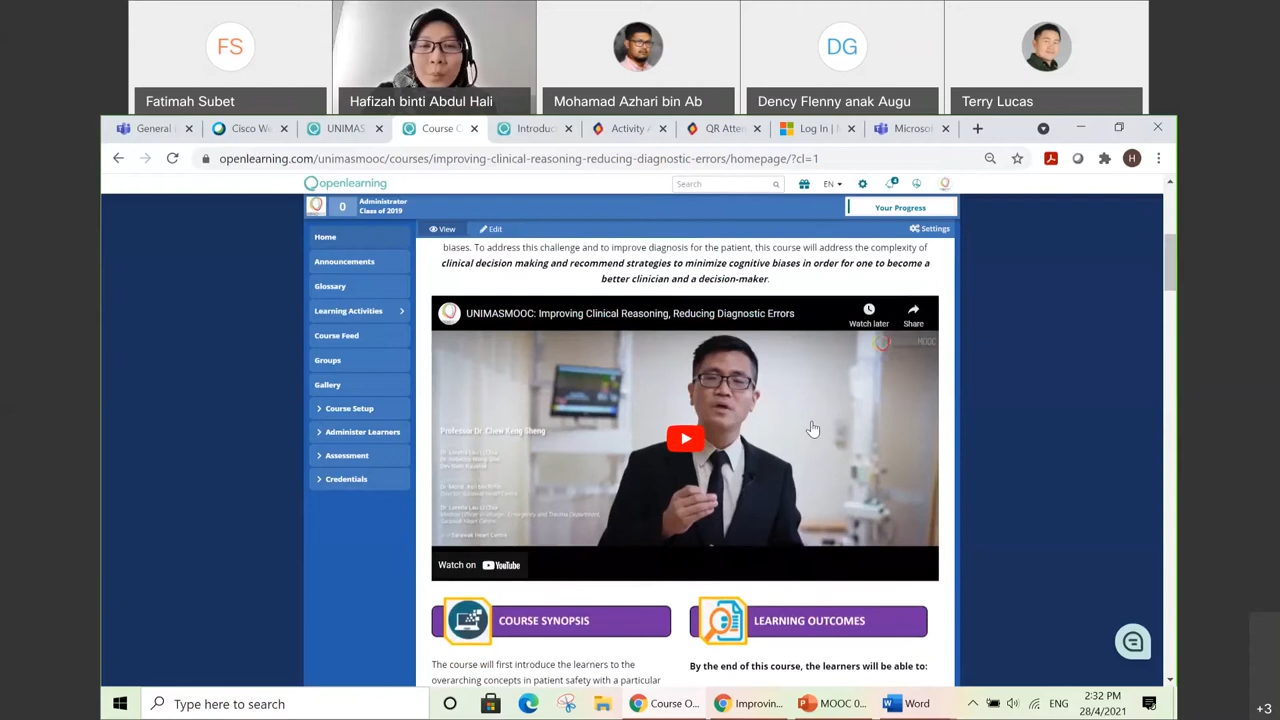 FS
DG
Fatimah Subet
Hafizah binti Abdul Hali
Mohamad Azhari bin Ab
Dency Flenny anak Augu
Terry Lucas
General
Cisco We
UNIMAS
Course C
Introduc
Activity
QR Atte
Log In | M
Microso
openlearning.com/unimasmooc/courses/improving-clinical-reasoning-reducing-diagnostic-errors/homepage/?cl=1
H
openlearning
Search
EN
4
0
Administrator
Class of 2019
Your Progress
View
Edit
Settings
Home
Announcements
Glossary
Learning Activities
Course Feed
Groups
Gallery
Course Setup
Administer Learners
Assessment
Credentials
biases. To address this challenge and to improve diagnosis for the patient, this course will address the complexity of
clinical decision making and recommend strategies to minimize cognitive biases in order for one to become a
better clinician and a decision-maker.
UNIMASMOOC: Improving Clinical Reasoning, Reducing Diagnostic Errors
Watch later
Share
MOOC
Professor Dr. Chew Keng Sheng
Sarawak Heart Centre
Watch on YouTube
COURSE SYNOPSIS
The course will first introduce the learners to the
overarching concepts in patient safety with a particular
LEARNING OUTCOMES
By the end of this course, the learners will be able to:
Type here to search
Course O...
Improvin...
MOOC 0...
Word
ENG
2:32 PM
28/4/2021
+3